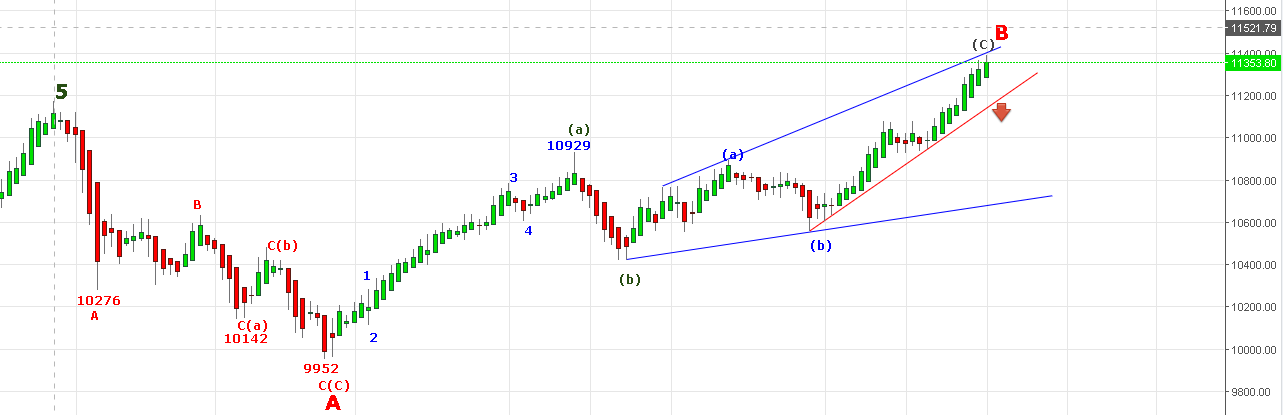 11600.00
11521.79
11400.00
11353.80
11200.00
11000.00
10800.00
10600.00
10400.00
10200.00
10000.00
9800.00
5
10276
A
B
C(a)
10142
C(b)
9952
C(C)
A
1
2
3
4
(a)
10929
(b)
(a)
(b)
(C)
B